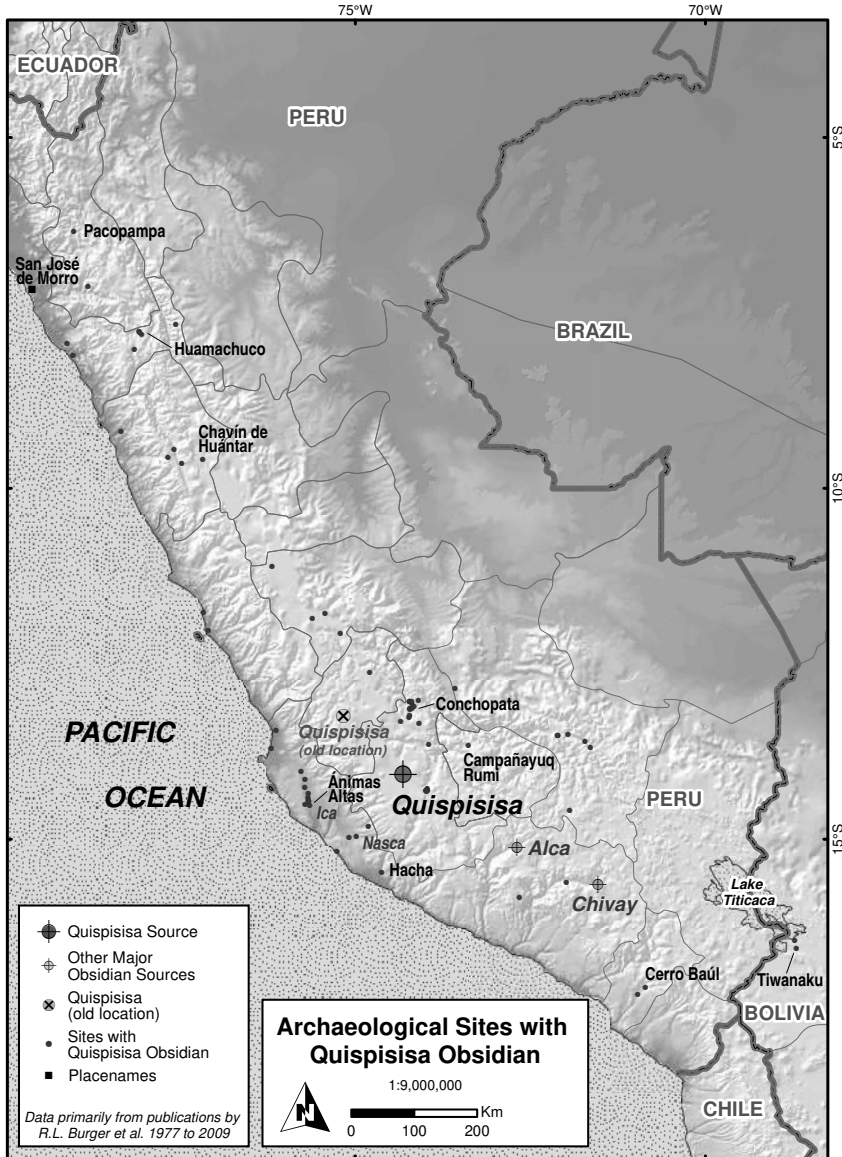 75°W
70°W
ECUADOR
PERU
5°S
Pacopampa
San José
de Morro
BRAZIL
Huamachuco
Chavín de
Huántar
10°S
Conchopata
Quispisisa
(old location)
PACIFIC
OCEAN
Campañayuq
Rumi
Ánimas
Altas
Ica
Quispisisa
PERU
Nasca
Alca
15°S
Hacha
Chivay
Lake
Titicaca
Cerro Baúl
Tiwanaku
BOLIVIA
CHILE
Quispisisa Source
Other Major
Obsidian Sources
Quispisisa
(old location)
Sites with
Quispisisa Obsidian
Placenames
Data primarily from publications by
R.L. Burger et al. 1977 to 2009
Archaeological Sites with
Quispisisa Obsidian
1:9,000,000
N
Km
0 100 200